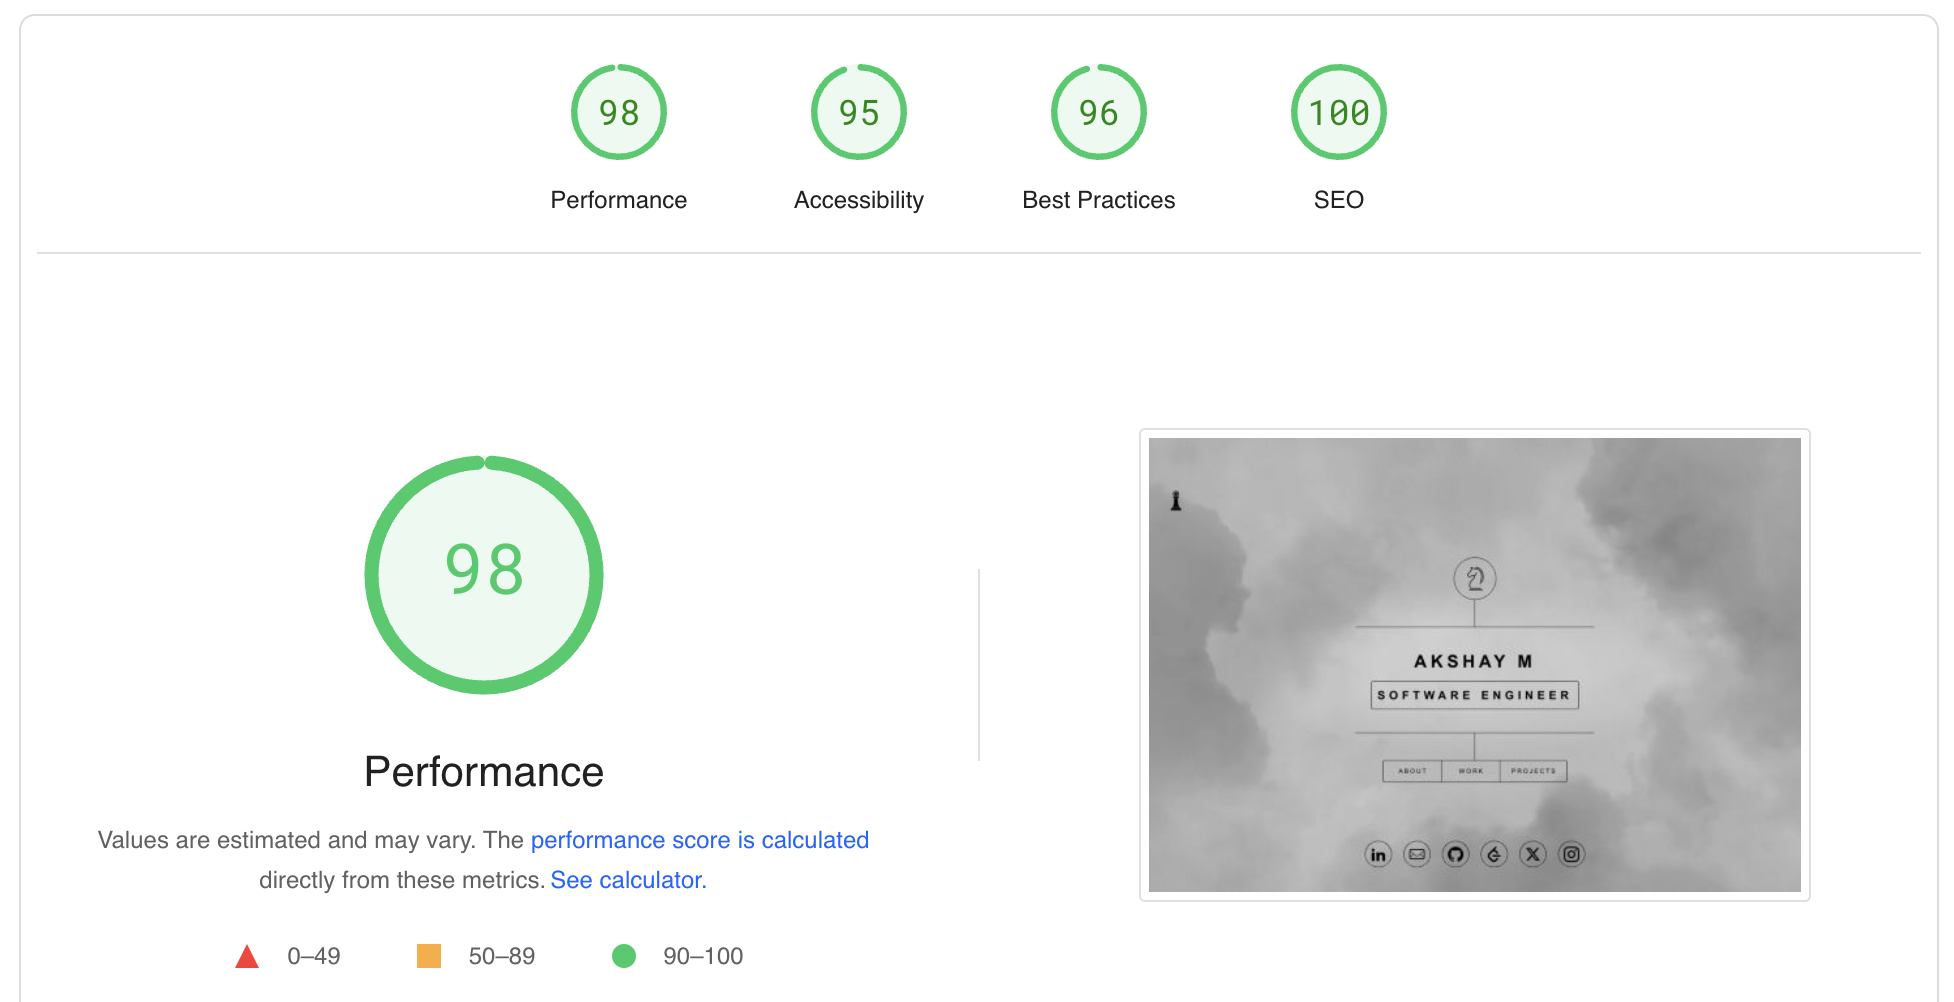 98
95
96
100
Performance
Accessibility
Best Practices
SEO
98
Performance
Values are estimated and may vary. The performance score is calculated
directly from these metrics. See calculator.
0–49
50–89
90–100
AKSHAY M
SOFTWARE ENGINEER
ABOUT
WORK
PROJECTS
in
X